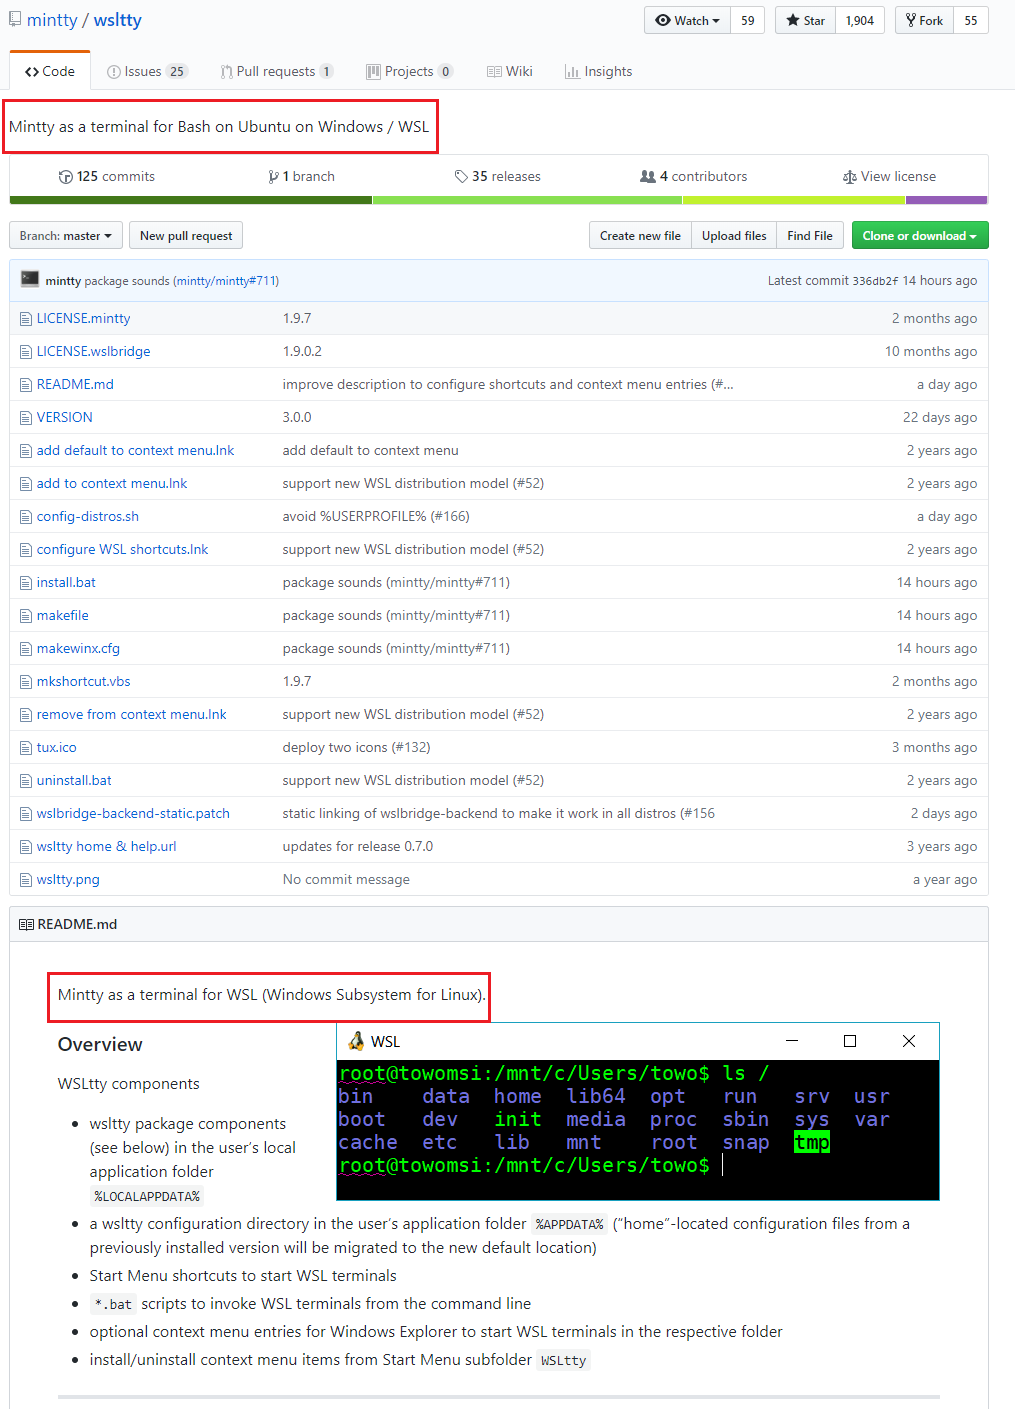 mintty / wsltty
Watch 59 Star 1,904 Fork 55
Code Issues 25 Pull requests 1 Projects 0 Wiki Insights
Mintty as a terminal for Bash on Ubuntu on Windows / WSL
125 commits 1 branch 35 releases 4 contributors View license
Branch: master New pull request Create new file Upload files Find File Clone or download
mintty package sounds (mintty/mintty#711) Latest commit 336db2f 14 hours ago
LICENSE.mintty 1.9.7 2 months ago
LICENSE.wslbridge 1.9.0.2 10 months ago
README.md improve description to configure shortcuts and context menu entries (#... a day ago
VERSION 3.0.0 22 days ago
add default to context menu.lnk add default to context menu 2 years ago
add to context menu.lnk support new WSL distribution model (#52) 2 years ago
config-distros.sh avoid %USERPROFILE% (#166) a day ago
configure WSL shortcuts.lnk support new WSL distribution model (#52) 2 years ago
install.bat package sounds (mintty/mintty#711) 14 hours ago
makefile package sounds (mintty/mintty#711) 14 hours ago
makewinx.cfg package sounds (mintty/mintty#711) 14 hours ago
mkshortcut.vbs 1.9.7 2 months ago
remove from context menu.lnk support new WSL distribution model (#52) 2 years ago
tux.ico deploy two icons (#132) 3 months ago
uninstall.bat support new WSL distribution model (#52) 2 years ago
wslbridge-backend-static.patch static linking of wslbridge-backend to make it work in all distros (#156 2 days ago
wsltty home & help.url updates for release 0.7.0 3 years ago
wsltty.png No commit message a year ago
README.md
Mintty as a terminal for WSL (Windows Subsystem for Linux).
Overview
WSLtty components
• wsltty package components
(see below) in the user's local
application folder
%LOCALAPPDATA%
WSL
root@towomsi:/mnt/c/Users/towo$ ls /
bin data home lib64 opt run srv usr
boot dev init media proc sbin sys var
cache etc lib mnt root snap tmp
root@towomsi:/mnt/c/Users/towo$
• a wsltty configuration directory in the user's application folder %APPDATA% (“home”-located configuration files from a
previously installed version will be migrated to the new default location)
• Start Menu shortcuts to start WSL terminals
• *.bat scripts to invoke WSL terminals from the command line
• optional context menu entries for Windows Explorer to start WSL terminals in the respective folder
• install/uninstall context menu items from Start Menu subfolder WSLtty